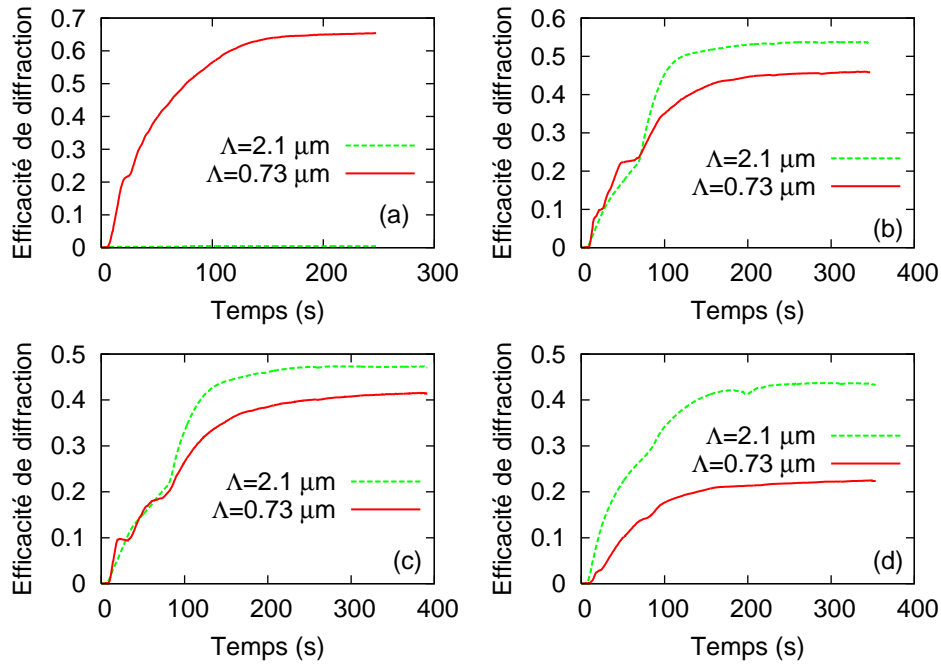 Efficacité de diffraction
0.7
0.6
0.5
0.4
0.3
0.2
0.1
0
0 100 200 300
Temps (s)
Λ=2.1 μm
Λ=0.73 μm
(a)
Efficacité de diffraction
0.6
0.5
0.4
0.3
0.2
0.1
0
0 100 200 300 400
Temps (s)
Λ=2.1 μm
Λ=0.73 μm
(b)
Efficacité de diffraction
0.5
0.4
0.3
0.2
0.1
0
0 100 200 300 400
Temps (s)
Λ=2.1 μm
Λ=0.73 μm
(c)
Efficacité de diffraction
0.5
0.4
0.3
0.2
0.1
0
0 100 200 300 400
Temps (s)
Λ=2.1 μm
Λ=0.73 μm
(d)